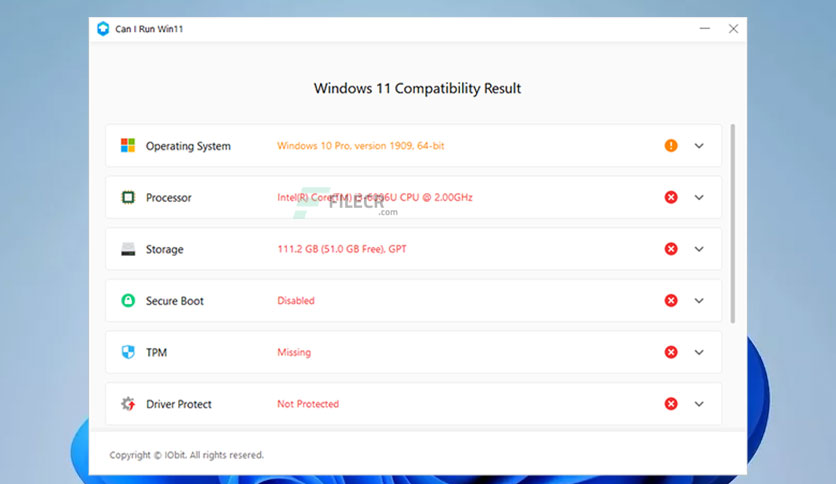 Can I Run Win11
Windows 11 Compatibility Result
Operating System Windows 10 Pro, version 1909, 64-bit
Processor Intel(R) Core(TM) i3-6006U CPU @ 2.00GHz
FILECR
.com
Storage 111.2 GB (51.0 GB Free), GPT
Secure Boot Disabled
TPM Missing
Driver Protect Not Protected
Copyright © IObit. All rights resered.